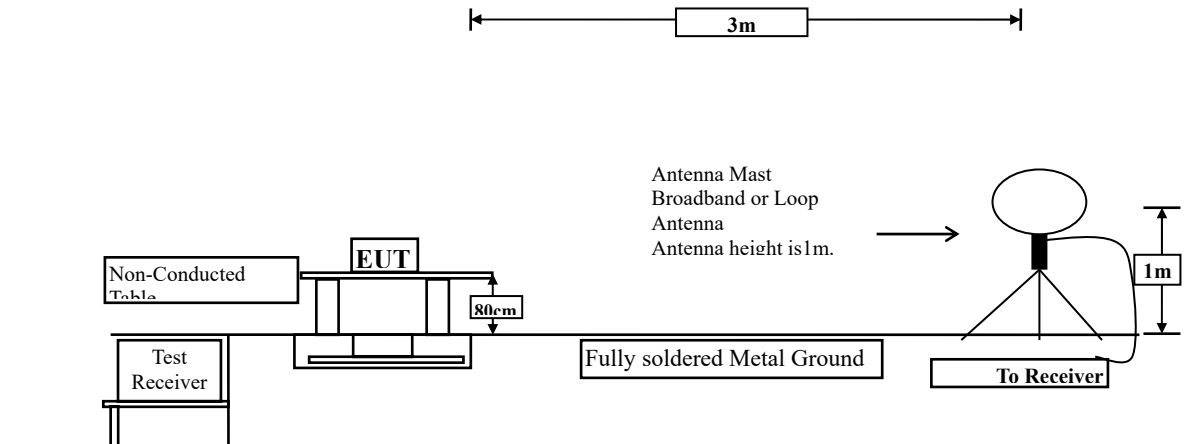 3m
Antenna Mast
Broadband or Loop
Antenna
Antenna height is1m.
EUT
Non-Conducted
Table
80cm
1m
Test
Receiver
Fully soldered Metal Ground
To Receiver